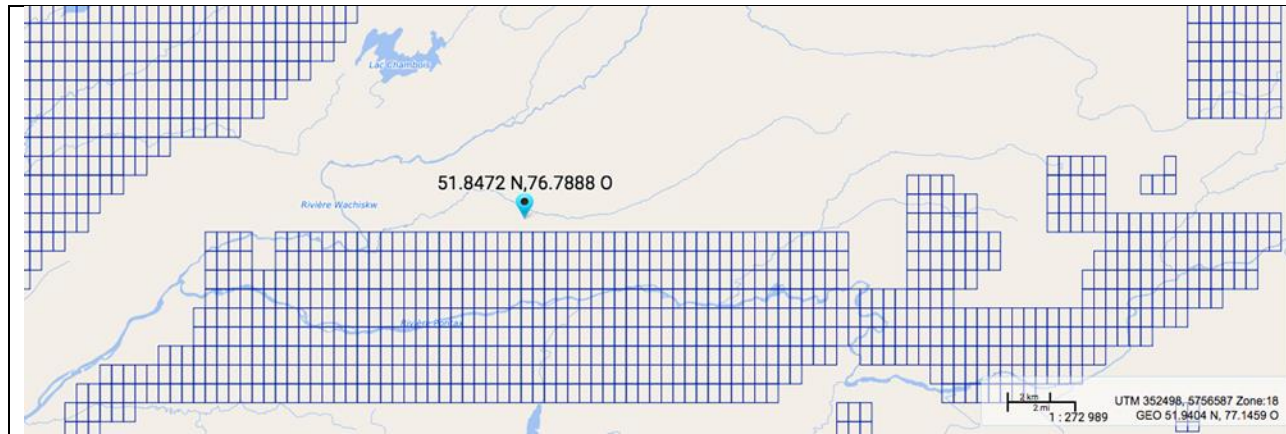 Lac Chambois
51.8472 N,76.7888 O
Rivière Wachiskw
Rivière Pontax
2 km
2 mi
1 : 272 989
UTM 352498, 5756587 Zone:18
GEO 51.9404 N, 77.1459 O